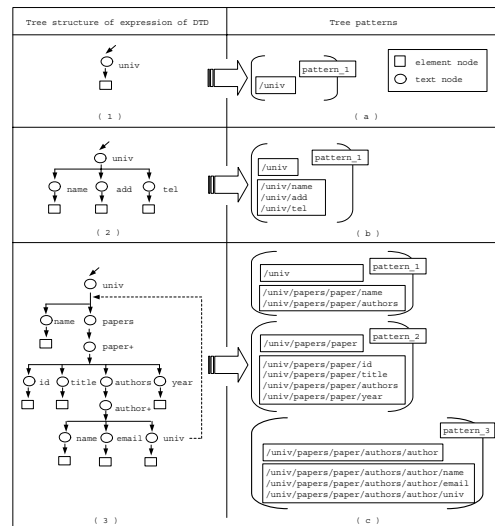 Tree structure of expression of DTD
Tree patterns
univ
( 1 )
pattern_1
/univ
element node
text node
( a )
univ
name add tel
( 2 )
pattern_1
/univ
/univ/name
/univ/add
/univ/tel
( b )
univ
name papers
paper+
id title authors year
author+
name email univ
( 3 )
pattern_1
/univ
/univ/papers/paper/name
/univ/papers/paper/authors
pattern_2
/univ/papers/paper
/univ/papers/paper/id
/univ/papers/paper/title
/univ/papers/paper/authors
/univ/papers/paper/year
pattern_3
/univ/papers/paper/authors/author
/univ/papers/paper/authors/author/name
/univ/papers/paper/authors/author/email
/univ/papers/paper/authors/author/univ
( c )